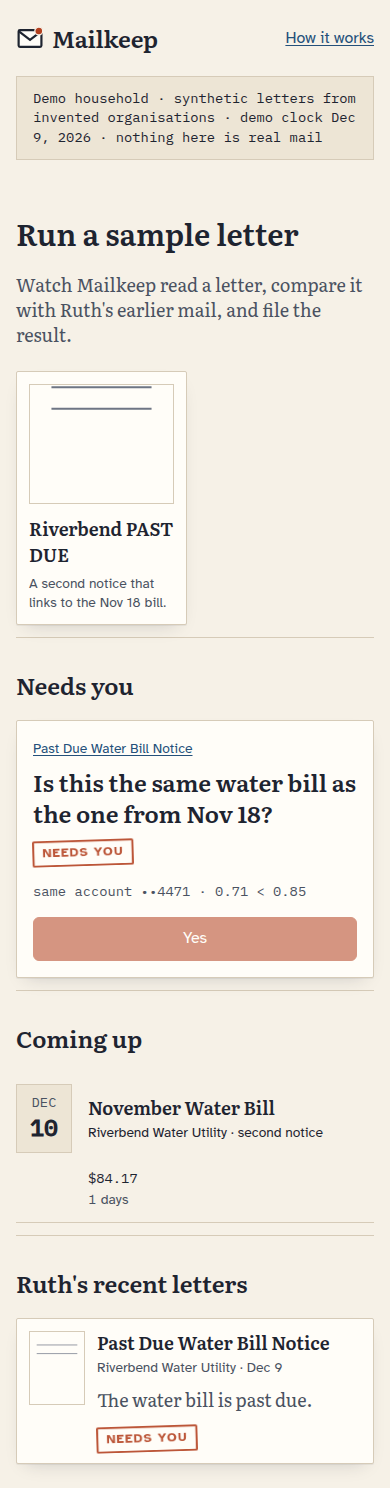 Mailkeep
How it works
Demo household · synthetic letters from
invented organisations · demo clock Dec
9, 2026 · nothing here is real mail
Run a sample letter
Watch Mailkeep read a letter, compare it
with Ruth's earlier mail, and file the
result.
Riverbend PAST
DUE
A second notice that
links to the Nov 18 bill.
Needs you
Past Due Water Bill Notice
Is this the same water bill as
the one from Nov 18?
NEEDS YOU
same account ••4471 · 0.71 < 0.85
Yes
Coming up
DEC
10
November Water Bill
Riverbend Water Utility · second notice
$84.17
1 days
Ruth's recent letters
Past Due Water Bill Notice
Riverbend Water Utility · Dec 9
The water bill is past due.
NEEDS YOU